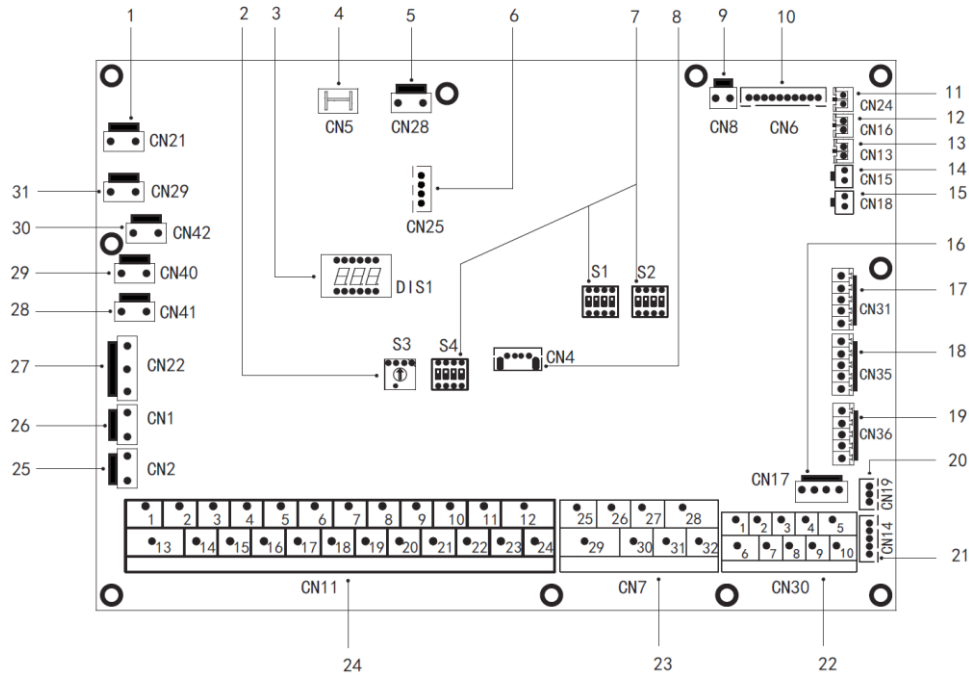 1 2 3 4 5 6 7 8 9 10
CN5 CN28 CN8 CN6 CN24 11
CN21 CN16 12
CN13 13
CN15 14
31 CN29 CN25 CN18 15
30 CN42
16
29 CN40 DIS1 S1 S2
28 CN41 CN31 17
27 CN22 S3 S4 CN4 CN35 18
26 CN1 CN36 19
25 CN2 CN17 CN19 20
1 2 3 4 5 6 7 8 9 10 11 12 25 26 27 28 1 2 3 4 5
13 14 15 16 17 18 19 20 21 22 23 24 29 30 31 32 6 7 8 9 10 CN14 21
CN11 CN7 CN30
24 23 22